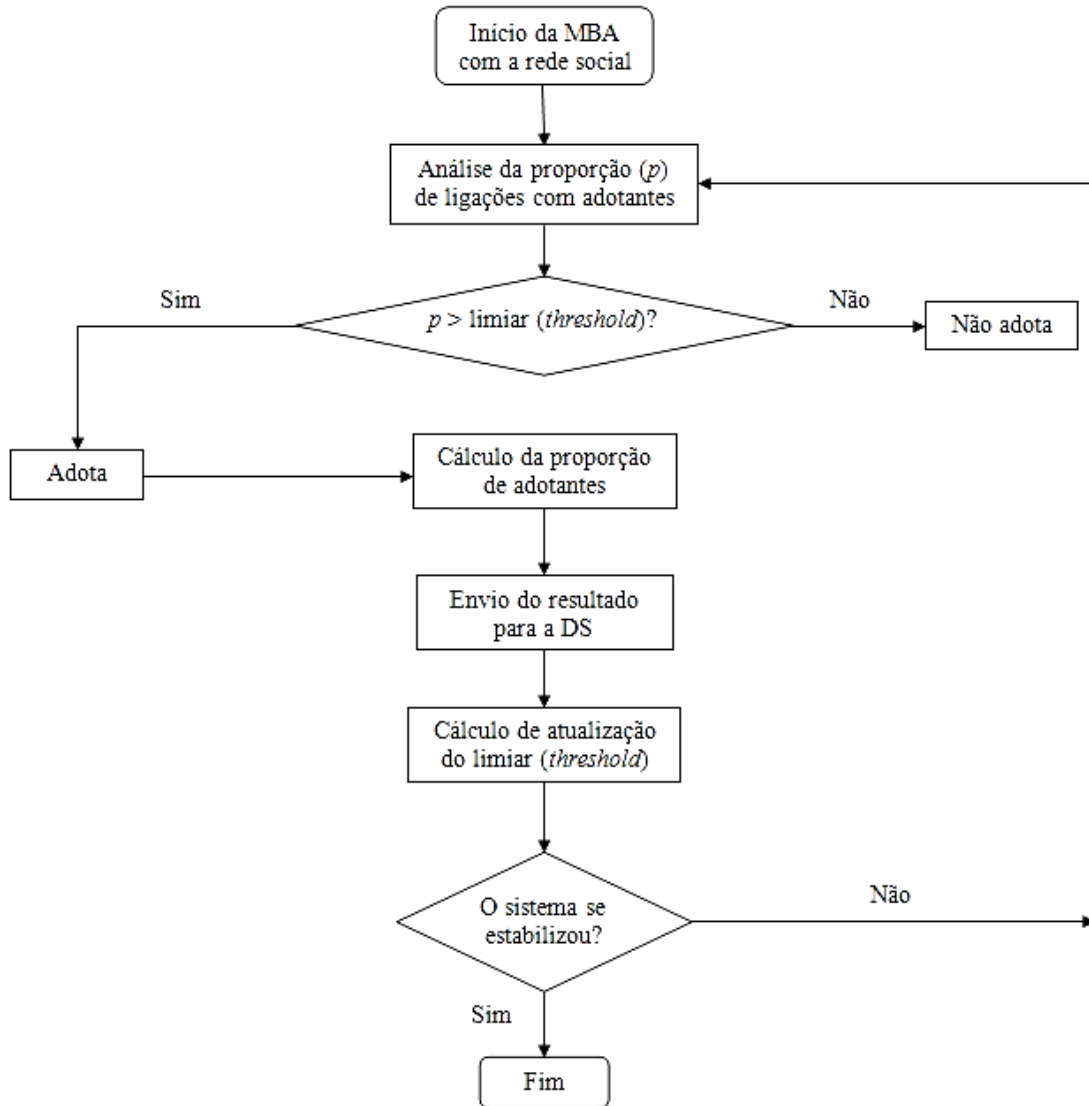 Início da MBA
com a rede social
Análise da proporção (p)
de ligações com adotantes
Sim
p > limiar (threshold)?
Não
Não adota
Adota
Cálculo da proporção
de adotantes
Envio do resultado
para a DS
Cálculo de atualização
do limiar (threshold)
O sistema se
estabilizou?
Não
Sim
Fim